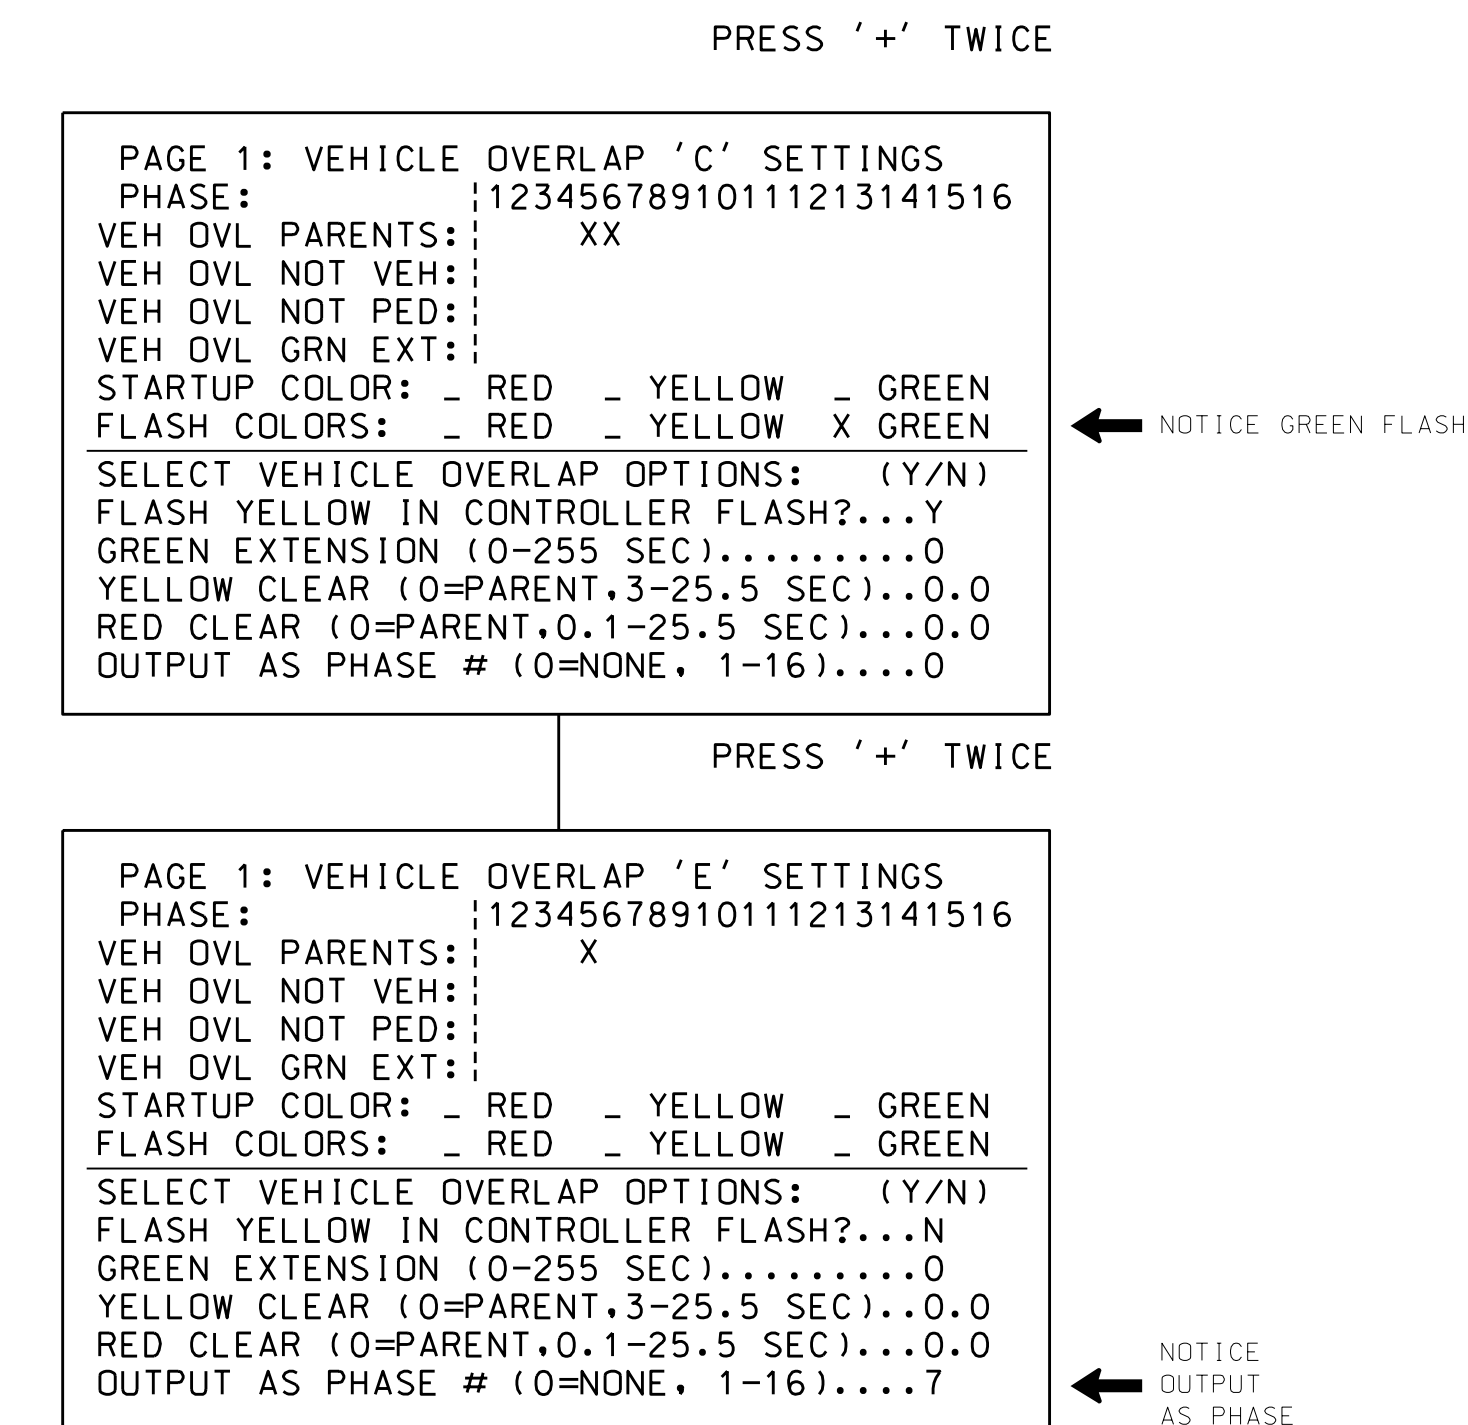 PRESS '+' TWICE
PAGE 1: VEHICLE OVERLAP 'C' SETTINGS
PHASE: |12345678910111213141516
VEH OVL PARENTS:| XX
VEH OVL NOT VEH:|
VEH OVL NOT PED:|
VEH OVL GRN EXT:|
STARTUP COLOR: _ RED _ YELLOW _ GREEN
FLASH COLORS: _ RED _ YELLOW X GREEN
NOTICE GREEN FLASH
SELECT VEHICLE OVERLAP OPTIONS: (Y/N)
FLASH YELLOW IN CONTROLLER FLASH?...Y
GREEN EXTENSION (0-255 SEC).........0
YELLOW CLEAR (0=PARENT,3-25.5 SEC)..0.0
RED CLEAR (0=PARENT,0.1-25.5 SEC)...0.0
OUTPUT AS PHASE # (0=NONE, 1-16)....0
PRESS '+' TWICE
PAGE 1: VEHICLE OVERLAP 'E' SETTINGS
PHASE: |12345678910111213141516
VEH OVL PARENTS:| X
VEH OVL NOT VEH:|
VEH OVL NOT PED:|
VEH OVL GRN EXT:|
STARTUP COLOR: _ RED _ YELLOW _ GREEN
FLASH COLORS: _ RED _ YELLOW _ GREEN
SELECT VEHICLE OVERLAP OPTIONS: (Y/N)
FLASH YELLOW IN CONTROLLER FLASH?...N
GREEN EXTENSION (0-255 SEC).........0
YELLOW CLEAR (0=PARENT,3-25.5 SEC)..0.0
RED CLEAR (0=PARENT,0.1-25.5 SEC)...0.0
OUTPUT AS PHASE # (0=NONE, 1-16)....7
NOTICE
OUTPUT
AS PHASE